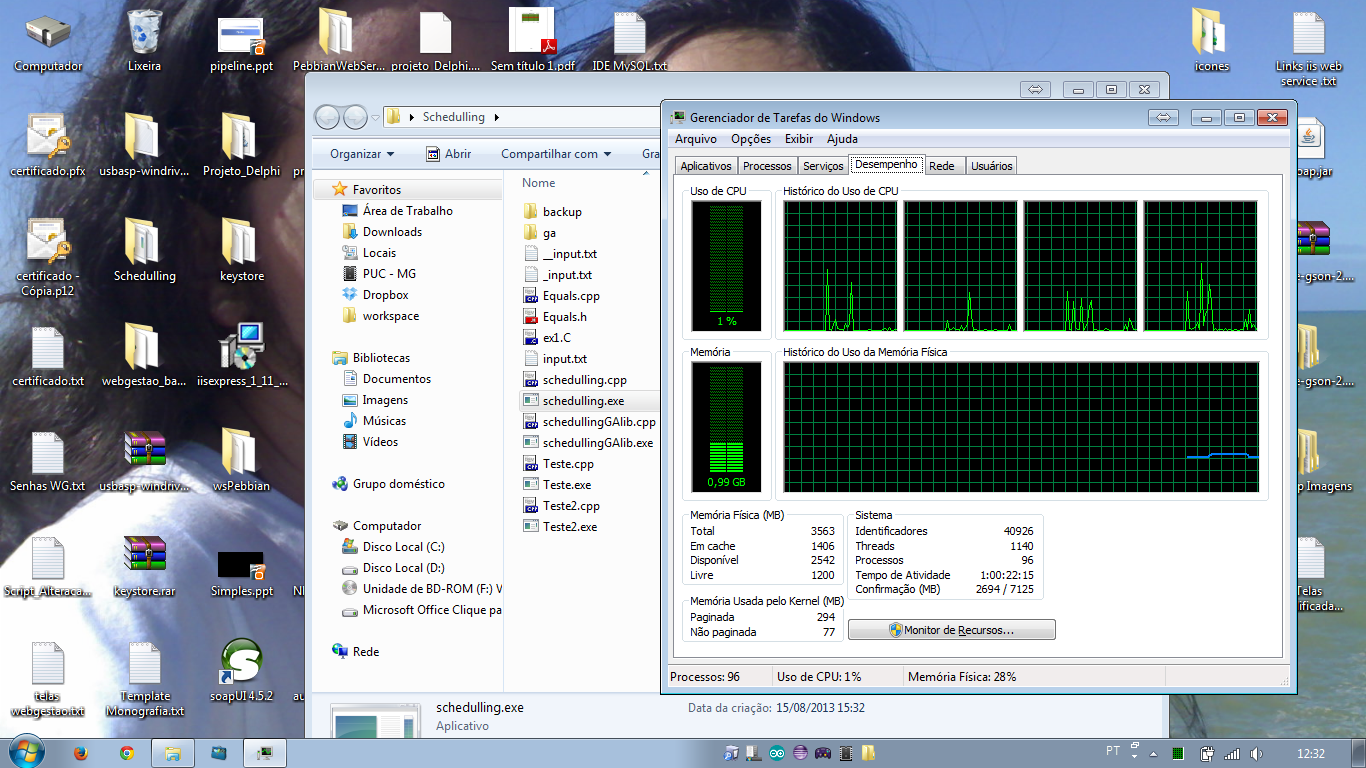 Computador
Lixeira
pipeline.ppt
PebbianWebSer...
projeto_Delphi....
Sem título 1.pdf
IDE MySQL.txt
icones
Links iis web
service .txt
certificado.pfx
usbasp-windriv...
Projeto_Delphi
certificado -
Cópia.p12
Schedulling
keystore
certificado.txt
webgestao_ba...
iisexpress_1_11_...
Senhas WG.txt
usbasp-windriv...
wsPebbian
Script_Alteraca...
keystore.rar
Simples.ppt
telas
webgestao.txt
Template
Monografia.txt
soapUI 4.5.2
Schedulling
Organizar
Abrir
Compartilhar com
Gra
Favoritos
Área de Trabalho
Downloads
Locais
PUC - MG
Dropbox
workspace
Bibliotecas
Documentos
Imagens
Músicas
Vídeos
Grupo doméstico
Computador
Disco Local (C:)
Disco Local (D:)
Unidade de BD-ROM (F:) V
Microsoft Office Clique pa
Rede
Nome
backup
ga
__input.txt
_input.txt
Equals.cpp
Equals.h
ex1.C
input.txt
schedulling.cpp
schedulling.exe
schedullingGAlib.cpp
schedullingGAlib.exe
Teste.cpp
Teste.exe
Teste2.cpp
Teste2.exe
schedulling.exe
Aplicativo
Data da criação: 15/08/2013 15:32
Gerenciador de Tarefas do Windows
Arquivo Opções Exibir Ajuda
Aplicativos Processos Serviços Desempenho Rede Usuários
Uso de CPU
1 %
Histórico do Uso de CPU
Memória
0,99 GB
Histórico do Uso da Memória Física
Memória Física (MB)
Total 3563
Em cache 1406
Disponível 2542
Livre 1200
Memória Usada pelo Kernel (MB)
Paginada 294
Não paginada 77
Sistema
Identificadores 40926
Threads 1140
Processos 96
Tempo de Atividade 1:00:22:15
Confirmação (MB) 2694 / 7125
Monitor de Recursos...
Processos: 96
Uso de CPU: 1%
Memória Física: 28%
oap.jar
e-gson-2....
e-gson-2....
p Imagens
Telas
ificada...
PT
12:32